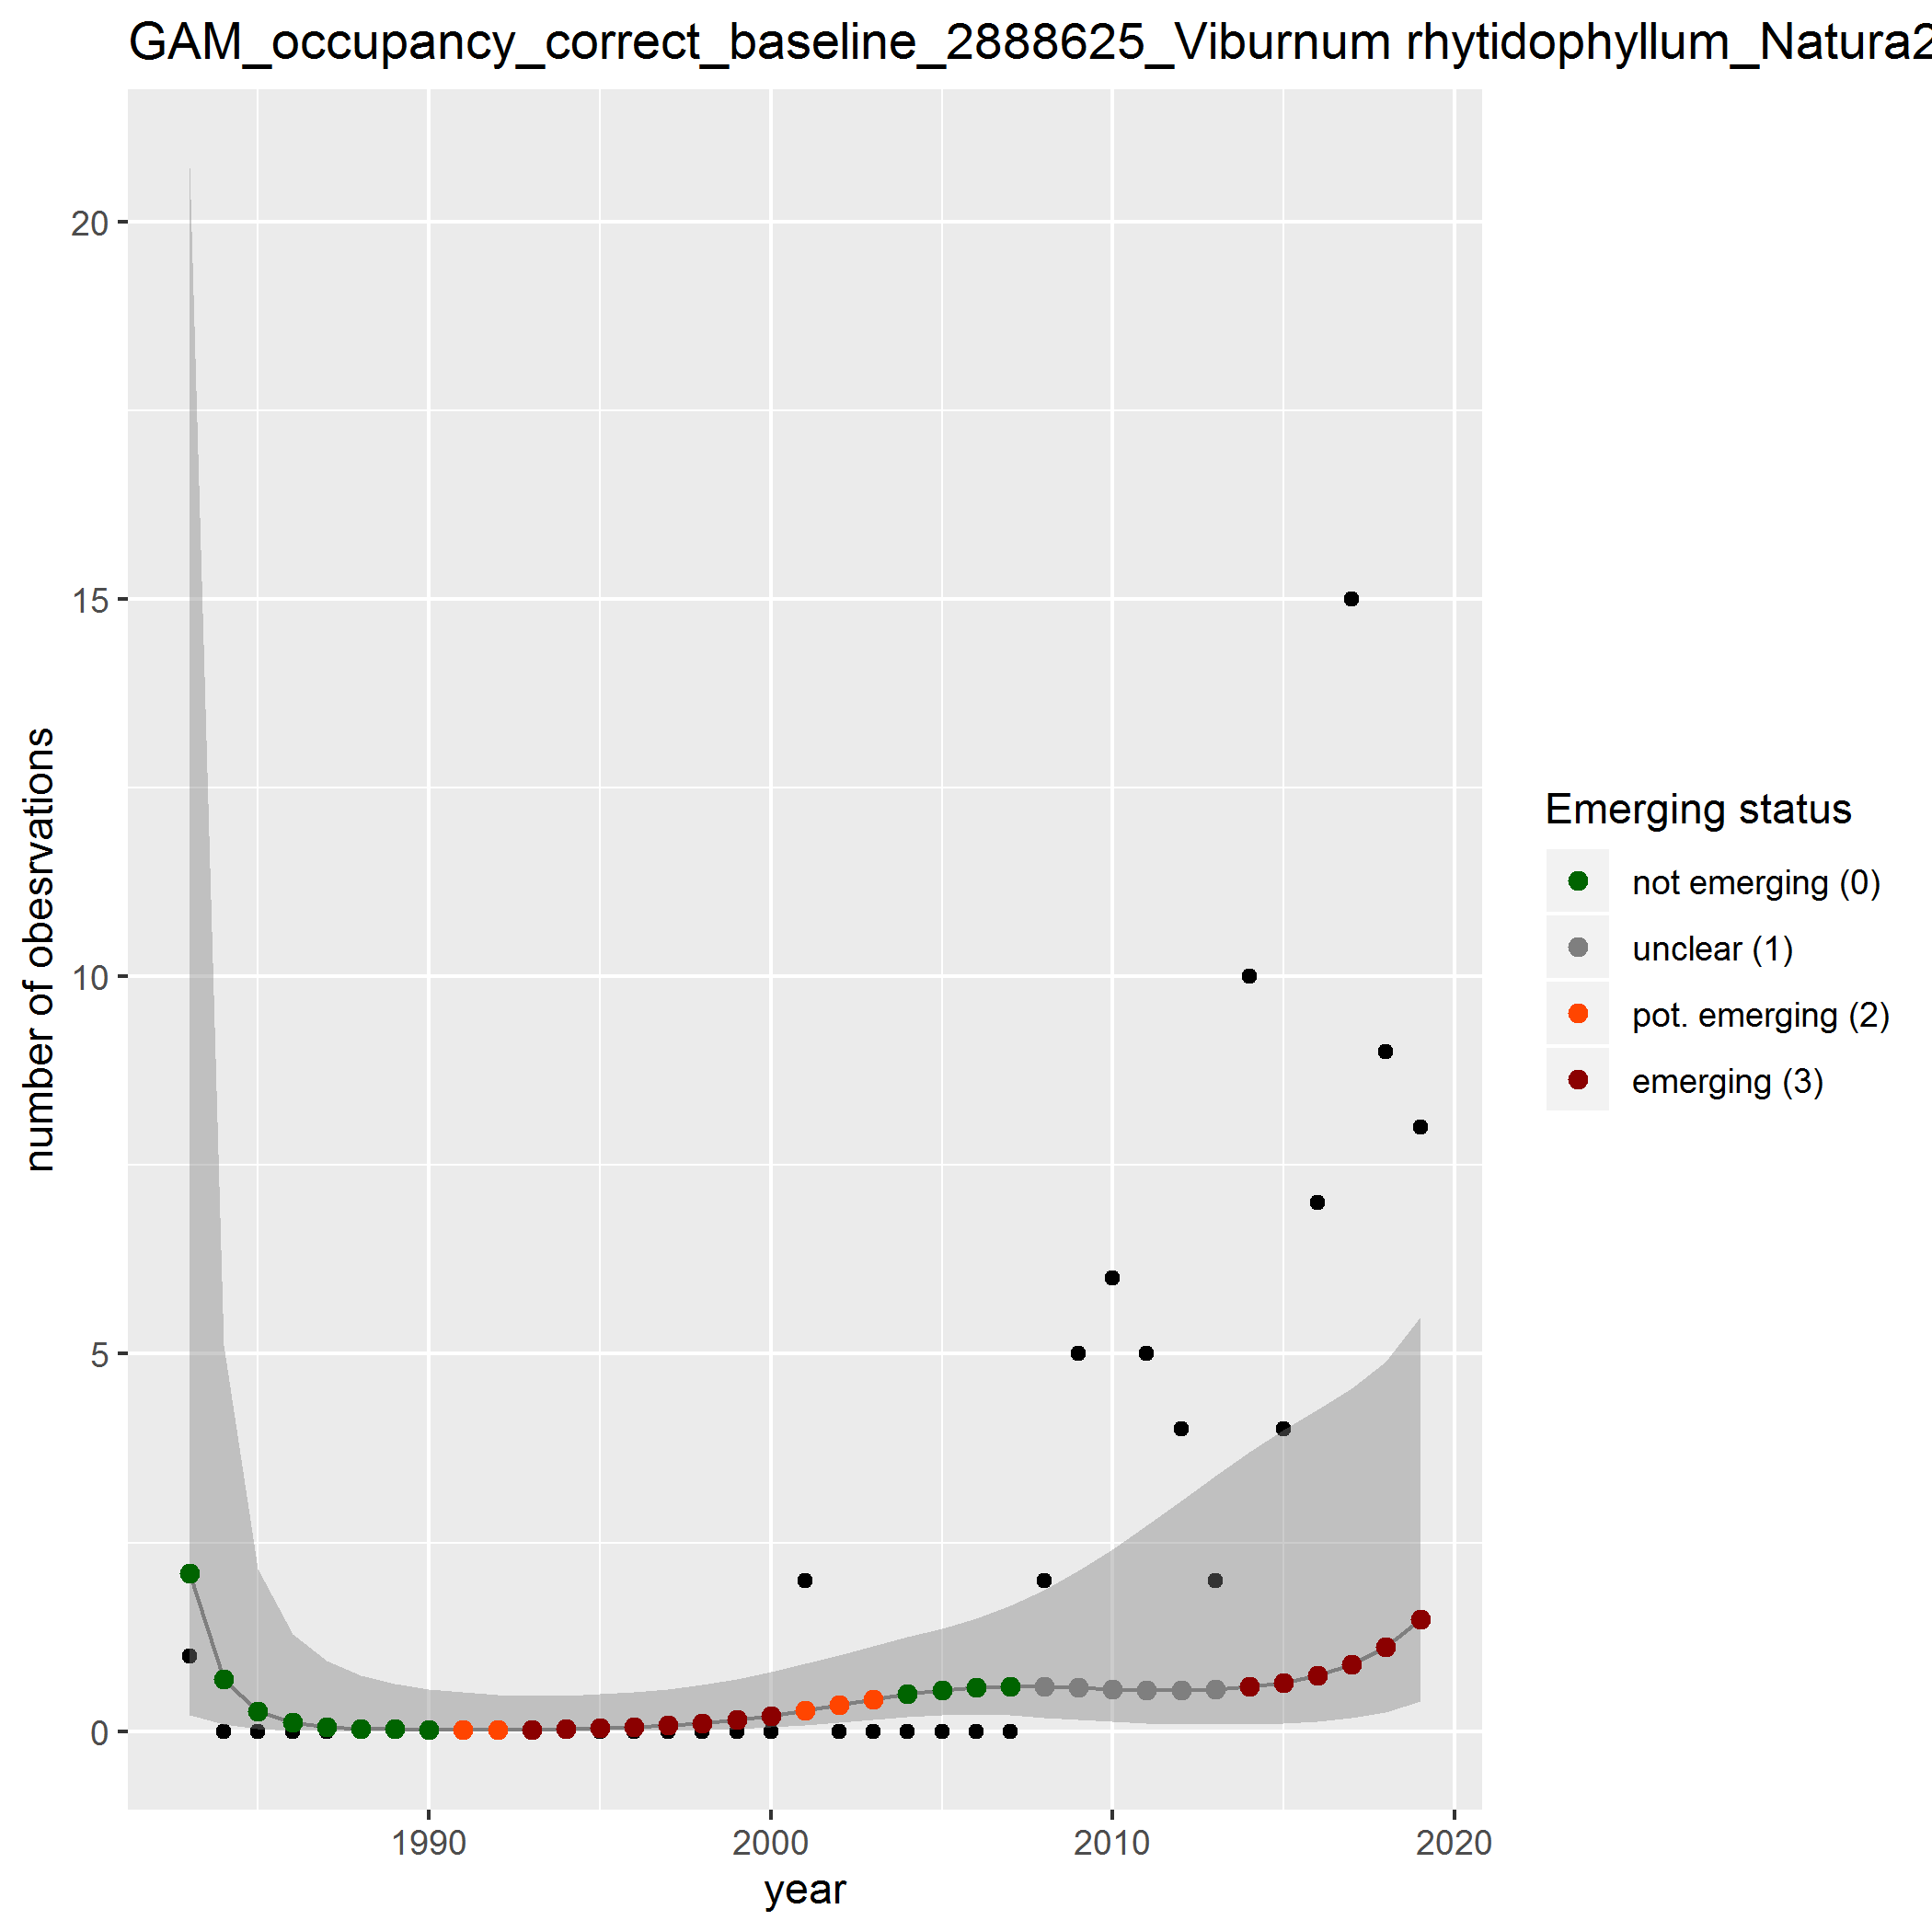 GAM_occupancy_correct_baseline_2888625_Viburnum rhytidophyllum_Natura2
number of obesrvations
20
15
10
5
0
1990
2000
2010
2020
year
Emerging status
not emerging (0)
unclear (1)
pot. emerging (2)
emerging (3)